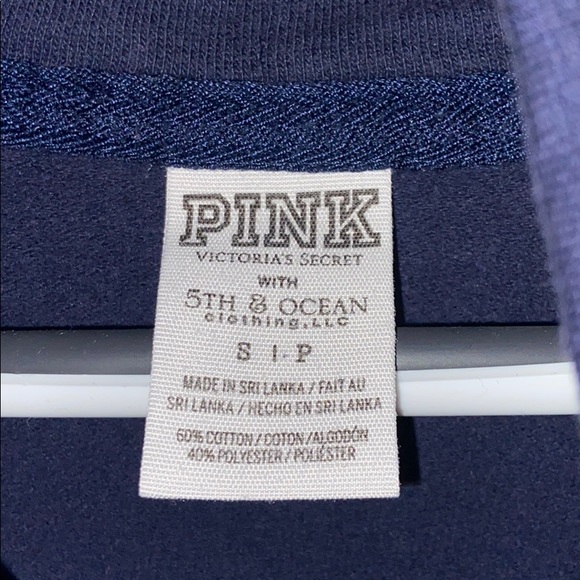 PINK
VICTORIA'S SECRET
WITH
5TH & OCEAN
clothing, LLC
S | - P
MADE IN SRI LANKA / FAIT AU
SRI LANKA / HECHO EN SRI LANKA
60% COTTON / COTON / ALGODÓN
40% POLYESTER / POLIÉSTER